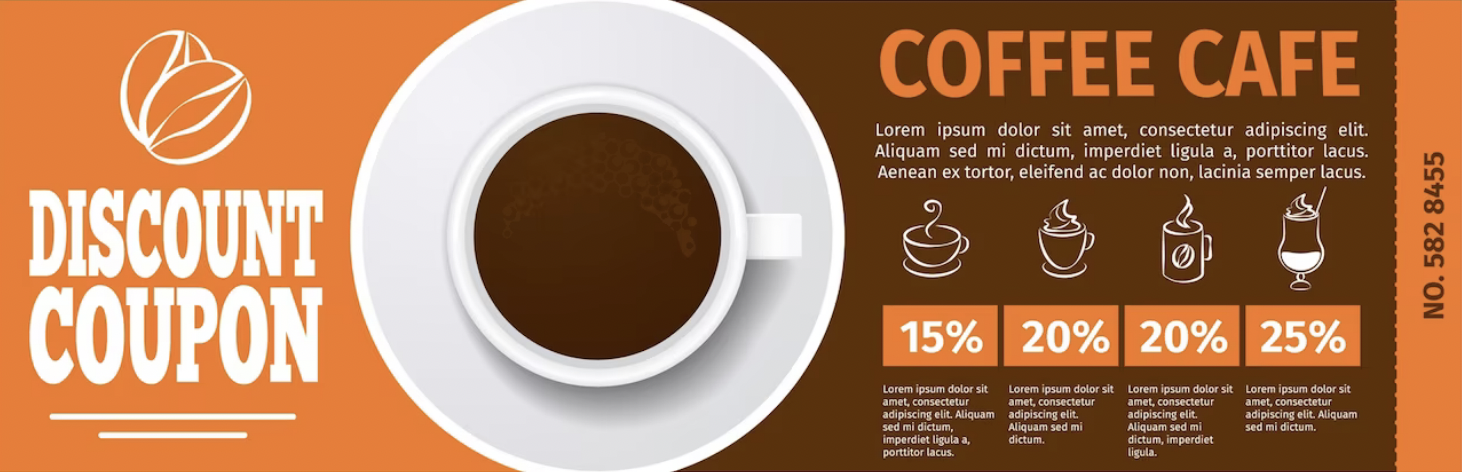 DISCOUNT
COUPON
COFFEE CAFE
Lorem ipsum dolor sit amet, consectetur adipiscing elit.
Aliquam sed mi dictum, imperdiet ligula a, porttitor lacus.
Aenean ex tortor, eleifend ac dolor non, lacinia semper lacus.
15%
Lorem ipsum dolor sit
amet, consectetur
adipiscing elit. Aliquam
sed mi dictum,
imperdiet ligula a,
porttitor lacus.
20%
Lorem ipsum dolor sit
amet, consectetur
adipiscing elit.
Aliquam sed mi
dictum.
20%
Lorem ipsum dolor sit
amet, consectetur
adipiscing elit.
Aliquam sed mi
dictum, imperdiet
ligula.
25%
Lorem ipsum dolor sit
amet, consectetur
adipiscing elit. Aliquam
sed mi dictum.
NO. 582 8455